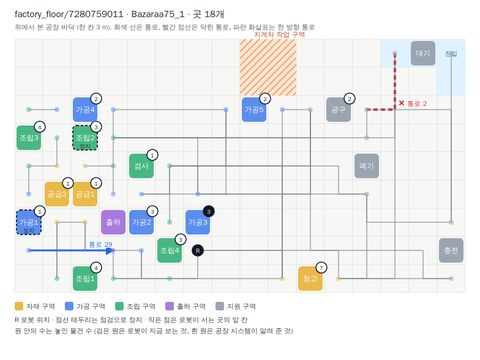 factory_floor/7280759011 · Bazaraa75_1 · 곳 18개
위에서 본 공장 바닥 (한 칸 3 m). 회색 선은 통로, 빨간 점선은 막힌 통로, 파란 화살표는 한 방향 통로
지게차 작업 구역
대기
진입
가공4 2
가공5 2
공구 2
✕ 통로 2
조립3 4
조립2 3
정지
검사 1
폐기
공급2 1
공급1 1
가공1 1
정지
출하
가공2 3
가공3 3
통로 29
조립4 3
R
충전
조립1 4
창고 7
자재 구역
가공 구역
조립 구역
출하 구역
지원 구역
R 로봇 위치 · 점선 테두리는 점검으로 정지 · 작은 점은 로봇이 서는 곳의 앞 칸
원 안의 수는 놓인 물건 수 (검은 원은 로봇이 지금 보는 것, 흰 원은 공장 시스템이 알려 준 것)